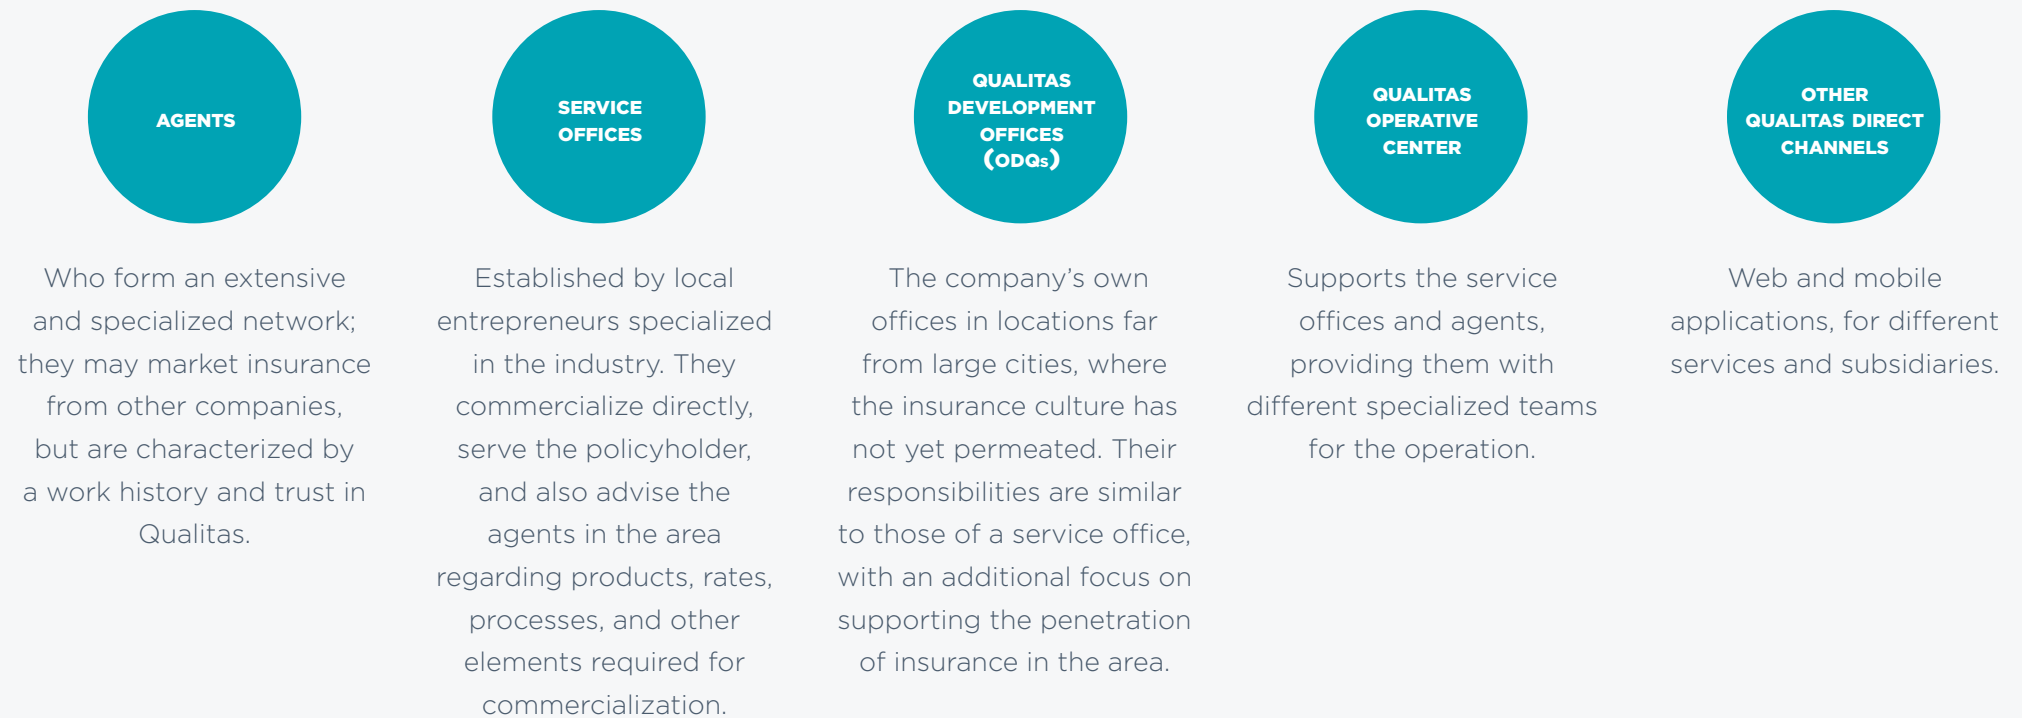 AGENTS
Who form an extensive
and specialized network;
they may market insurance
from other companies,
but are characterized by
a work history and trust in
Qualitas.
SERVICE
OFFICES
Established by local
entrepreneurs specialized
in the industry. They
commercialize directly,
serve the policyholder,
and also advise the
agents in the area
regarding products, rates,
processes, and other
elements required for
commercialization.
QUALITAS
DEVELOPMENT
OFFICES
(ODQs)
The company’s own
offices in locations far
from large cities, where
the insurance culture has
not yet permeated. Their
responsibilities are similar
to those of a service office,
with an additional focus on
supporting the penetration
of insurance in the area.
QUALITAS
OPERATIVE
CENTER
Supports the service
offices and agents,
providing them with
different specialized teams
for the operation.
OTHER
QUALITAS DIRECT
CHANNELS
Web and mobile
applications, for different
services and subsidiaries.